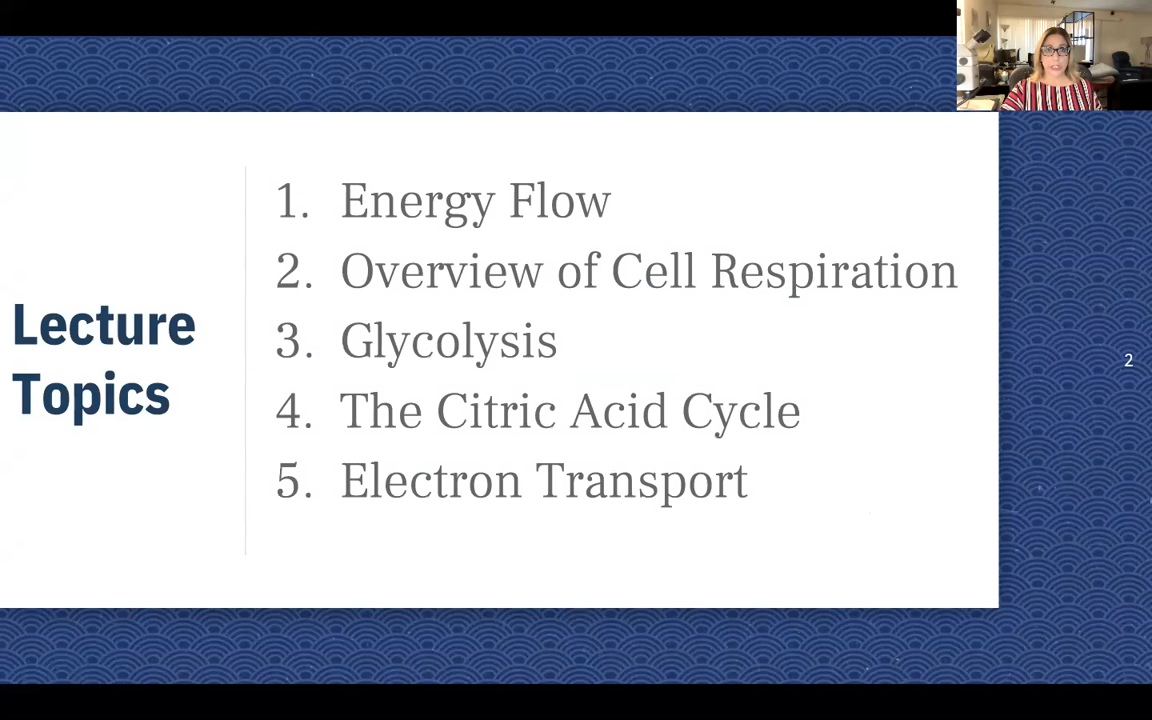 Lecture
Topics
1. Energy Flow
2. Overview of Cell Respiration
3. Glycolysis
4. The Citric Acid Cycle
5. Electron Transport
2